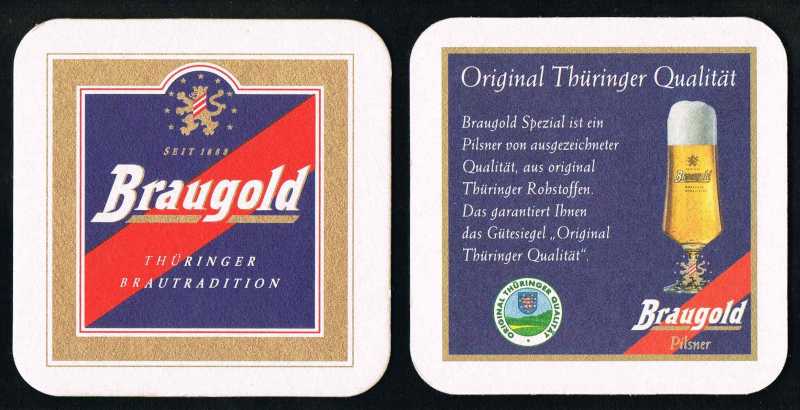 SEIT 1888
Braugold
THÜRINGER
BRAUTRADITION
Original Thüringer Qualität
Braugold Spezial ist ein
Pilsner von ausgezeichneter
Qualität, aus original
Thüringer Rohstoffen.
Das garantiert Ihnen
das Gütesiegel „Original
Thüringer Qualität“.
Braugold
ORIGINAL THÜRINGER QUALITÄT
Braugold
Pilsner